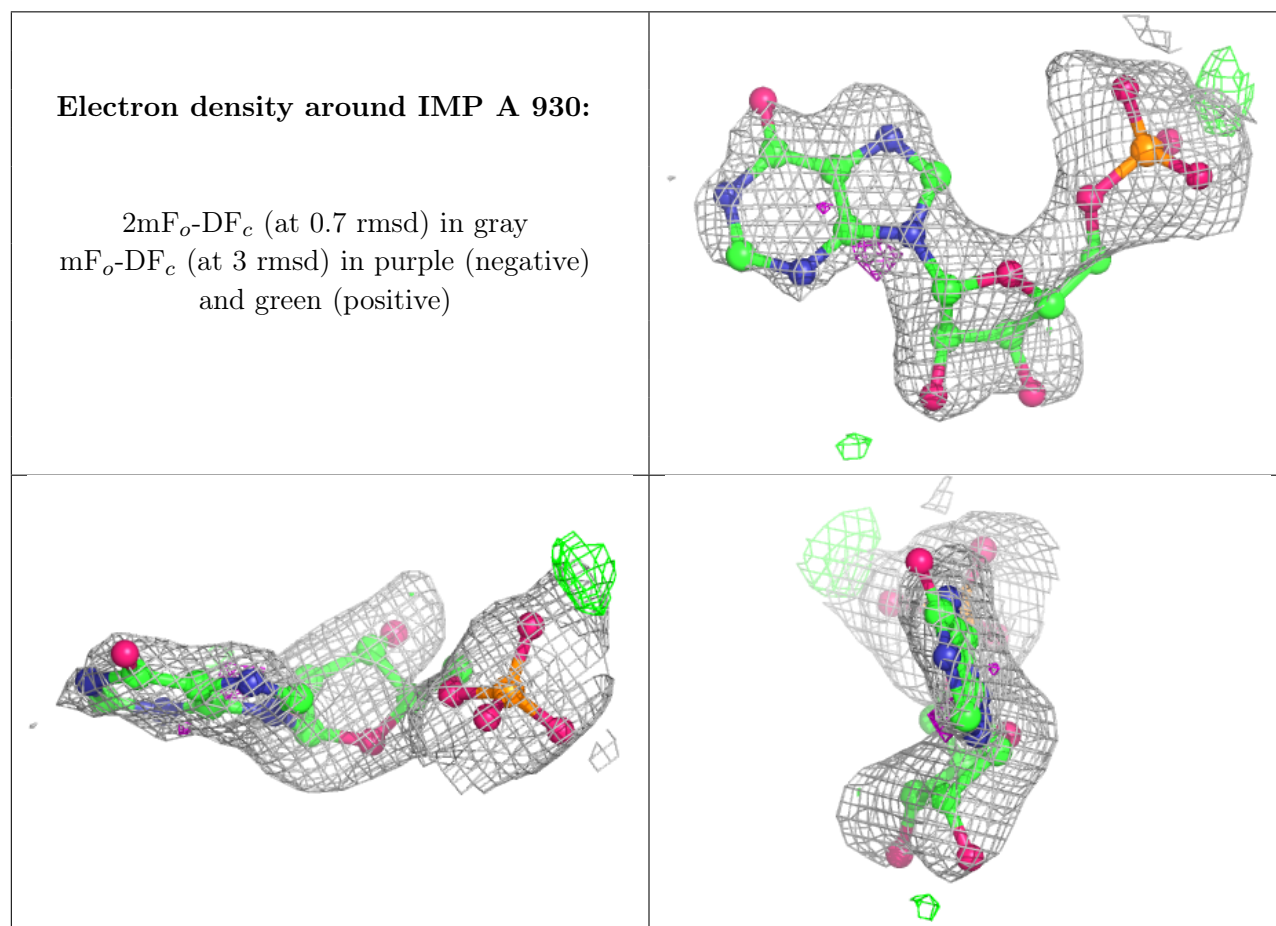 Electron density around IMP A 930:
2mFo-DFc (at 0.7 rmsd) in gray
mFo-DFc (at 3 rmsd) in purple (negative)
and green (positive)